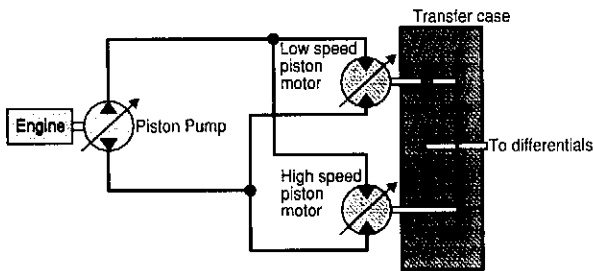 Transfer case
Low speed
piston
motor
Engine
Piston Pump
To differentials
High speed
piston
motor